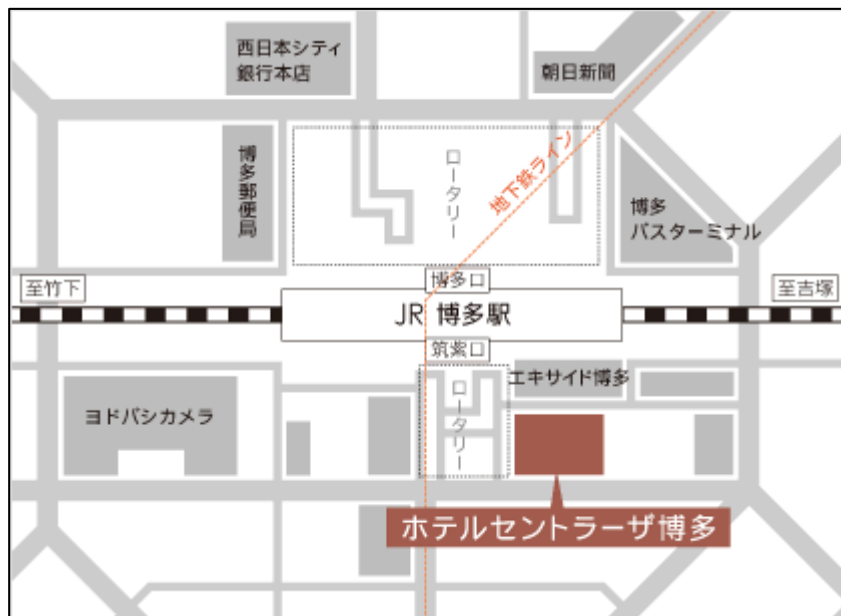 西日本シティ
銀行本店
朝日新聞
博多郵便局
ロータリー
地下鉄ライン
博多
バスターミナル
博多口
至竹下
至吉塚
JR 博多駅
筑紫口
エキサイド博多
ヨドバシカメラ
ロータリー
ホテルセントラーザ博多